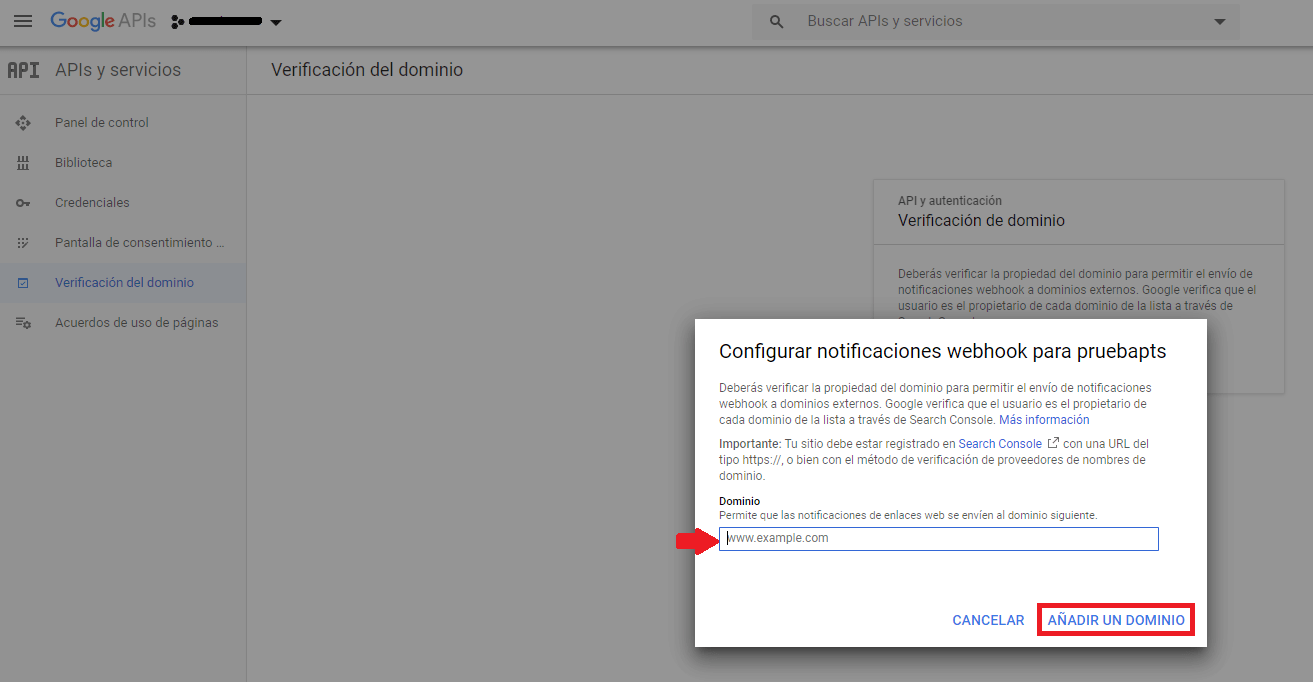 Google APIs
Buscar APIs y servicios
API APIs y servicios
Verificación del dominio
Panel de control
Biblioteca
Credenciales
Pantalla de consentimiento ...
Verificación del dominio
Acuerdos de uso de páginas
API y autenticación
Verificación de dominio
Deberás verificar la propiedad del dominio para permitir el envío de
notificaciones webhook a dominios externos. Google verifica que el
usuario es el propietario de cada dominio de la lista a través de
Configurar notificaciones webhook para pruebapts
Deberás verificar la propiedad del dominio para permitir el envío de notificaciones
webhook a dominios externos. Google verifica que el usuario es el propietario de
cada dominio de la lista a través de Search Console. Más información
Importante: Tu sitio debe estar registrado en Search Console con una URL del
tipo https://, o bien con el método de verificación de proveedores de nombres de
dominio.
Dominio
Permite que las notificaciones de enlaces web se envíen al dominio siguiente.
www.example.com
CANCELAR
AÑADIR UN DOMINIO